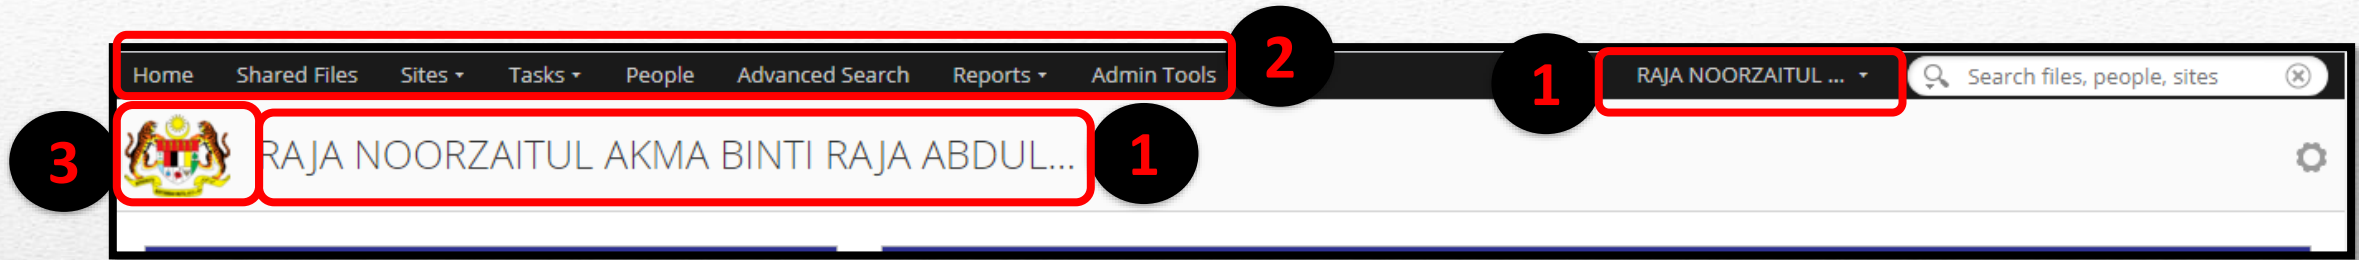 Home Shared Files Sites Tasks People Advanced Search Reports Admin Tools 2 1 RAJA NOORZAITUL ... Search files, people, sites
3 RAJA NOORZAITUL AKMA BINTI RAJA ABDUL... 1